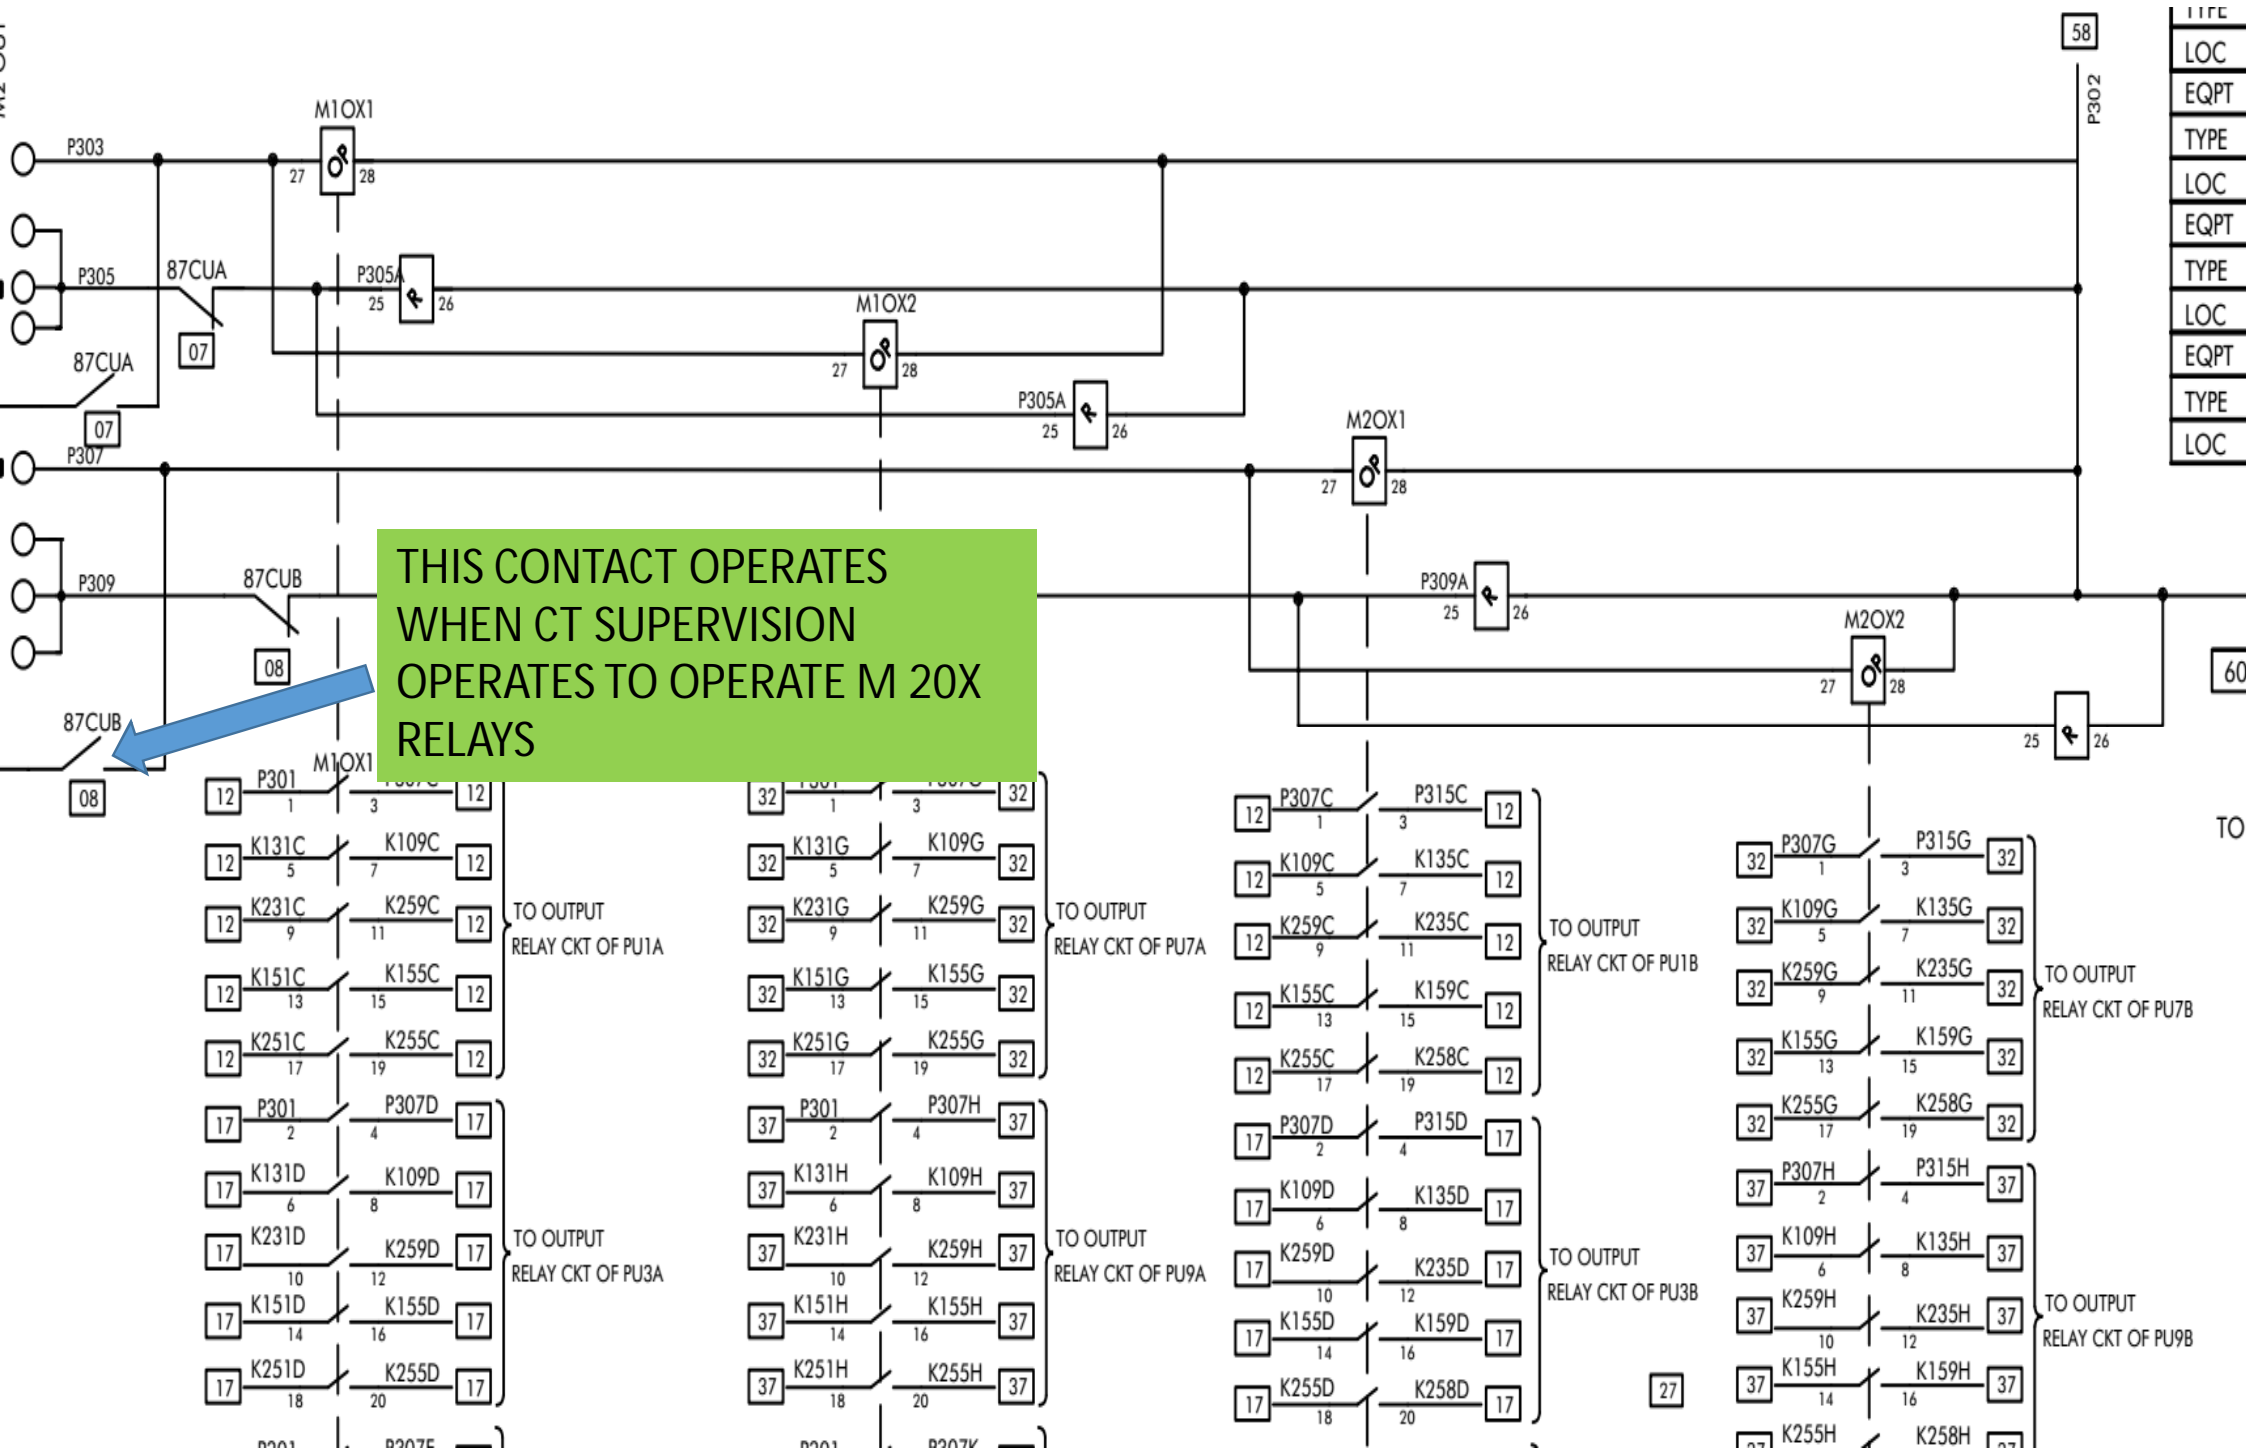 58
P302
LOC
EQPT
TYPE
LOC
EQPT
TYPE
LOC
EQPT
TYPE
LOC
M1OX1
P303
27
OP
28
P305
87CUA
07
P305A
25
R
26
M1OX2
27
OP
28
87CUA
07
P305A
25
R
26
P307
M2OX1
27
OP
28
P309
87CUB
08
P309A
25
R
26
M2OX2
27
OP
28
25
R
26
60
TO
THIS CONTACT OPERATES
WHEN CT SUPERVISION
OPERATES TO OPERATE M 20X
RELAYS
87CUB
08
M1OX1
12 P301 1 3 12
12 K131C 5 K109C 7 12
12 K231C 9 K259C 11 12
12 K151C 13 K155C 15 12
12 K251C 17 K255C 19 12
TO OUTPUT
RELAY CKT OF PU1A
17 P301 2 P307D 4 17
17 K131D 6 K109D 8 17
17 K231D 10 K259D 12 17
17 K151D 14 K155D 16 17
17 K251D 18 K255D 20 17
TO OUTPUT
RELAY CKT OF PU3A
32 1 3 32
32 K131G 5 K109G 7 32
32 K231G 9 K259G 11 32
32 K151G 13 K155G 15 32
32 K251G 17 K255G 19 32
TO OUTPUT
RELAY CKT OF PU7A
37 P301 2 P307H 4 37
37 K131H 6 K109H 8 37
37 K231H 10 K259H 12 37
37 K151H 14 K155H 16 37
37 K251H 18 K255H 20 37
TO OUTPUT
RELAY CKT OF PU9A
12 P307C 1 P315C 3 12
12 K109C 5 K135C 7 12
12 K259C 9 K235C 11 12
12 K155C 13 K159C 15 12
12 K255C 17 K258C 19 12
TO OUTPUT
RELAY CKT OF PU1B
17 P307D 2 P315D 4 17
17 K109D 6 K135D 8 17
17 K259D 10 K235D 12 17
17 K155D 14 K159D 16 17
17 K255D 18 K258D 20 17
TO OUTPUT
RELAY CKT OF PU3B
27
32 P307G 1 P315G 3 32
32 K109G 5 K135G 7 32
32 K259G 9 K235G 11 32
32 K155G 13 K159G 15 32
32 K255G 17 K258G 19 32
TO OUTPUT
RELAY CKT OF PU7B
37 P307H 2 P315H 4 37
37 K109H 6 K135H 8 37
37 K259H 10 K235H 12 37
37 K155H 14 K159H 16 37
K255H K258H
TO OUTPUT
RELAY CKT OF PU9B